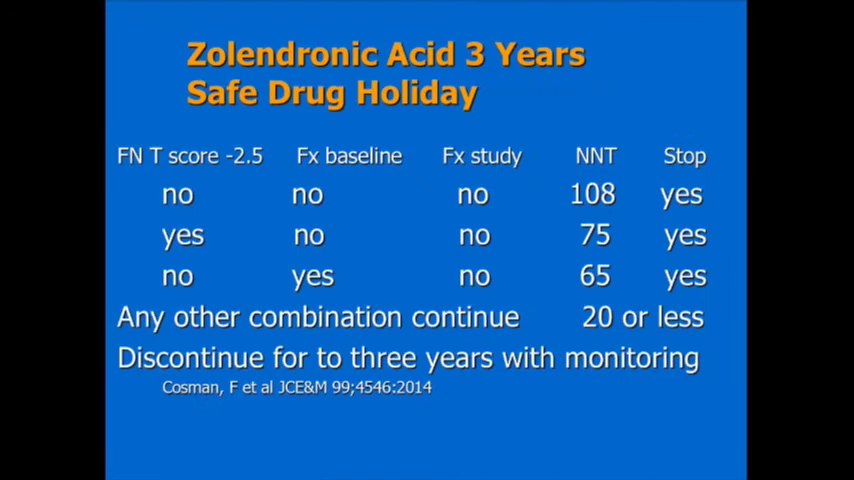 Zolendronic Acid 3 Years
Safe Drug Holiday
FN T score -2.5 Fx baseline Fx study NNT Stop
no no no 108 yes
yes no no 75 yes
no yes no 65 yes
Any other combination continue 20 or less
Discontinue for to three years with monitoring
Cosman, F et al JCE&M 99;4546:2014